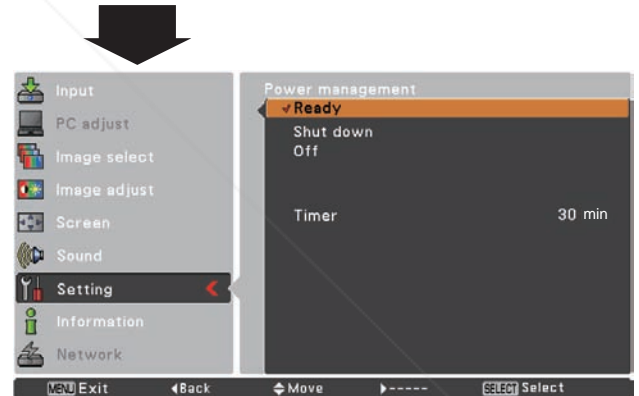 Input
PC adjust
Image select
Image adjust
Screen
Sound
Setting
Information
Network
Power management
Ready
Shut down
Off
Timer 30 min
MENU Exit ◀Back Move ▶----- SELECT Select